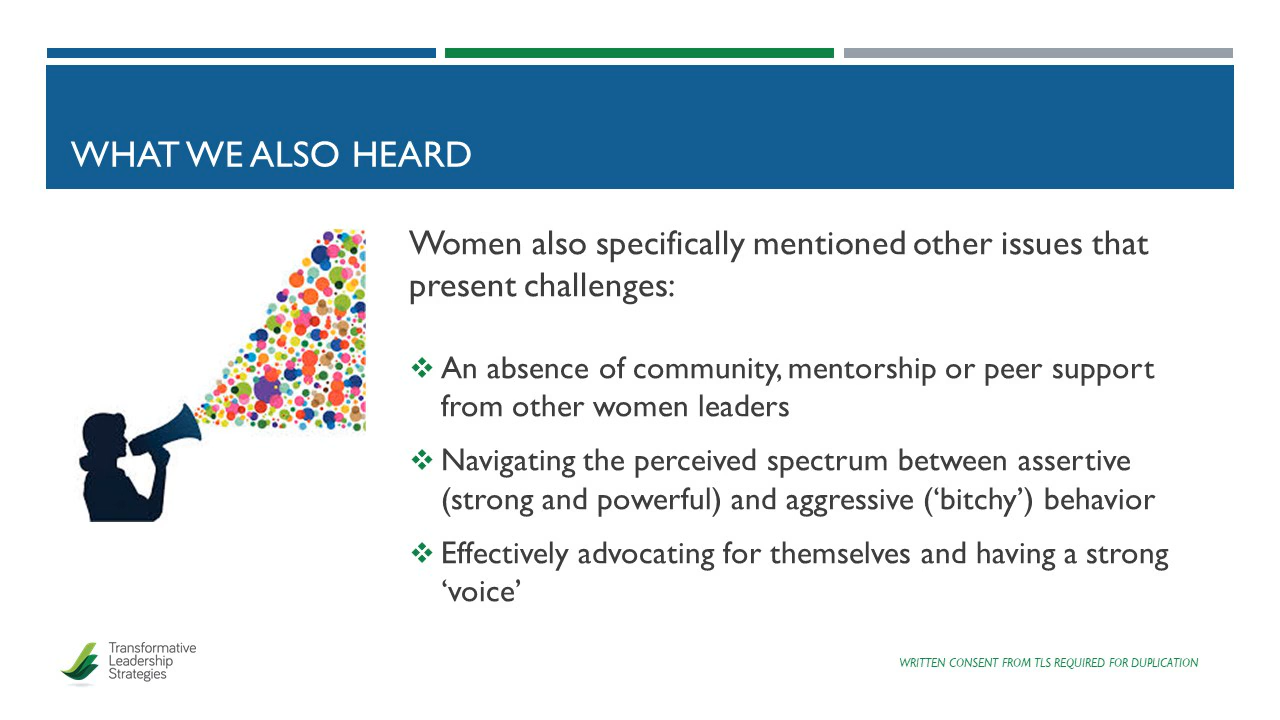 WHAT WE ALSO HEARD
Women also specifically mentioned other issues that
present challenges:
❖ An absence of community, mentorship or peer support
from other women leaders
❖ Navigating the perceived spectrum between assertive
(strong and powerful) and aggressive (‘bitchy’) behavior
❖ Effectively advocating for themselves and having a strong
‘voice’
Transformative
Leadership
Strategies
WRITTEN CONSENT FROM TLS REQUIRED FOR DUPLICATION